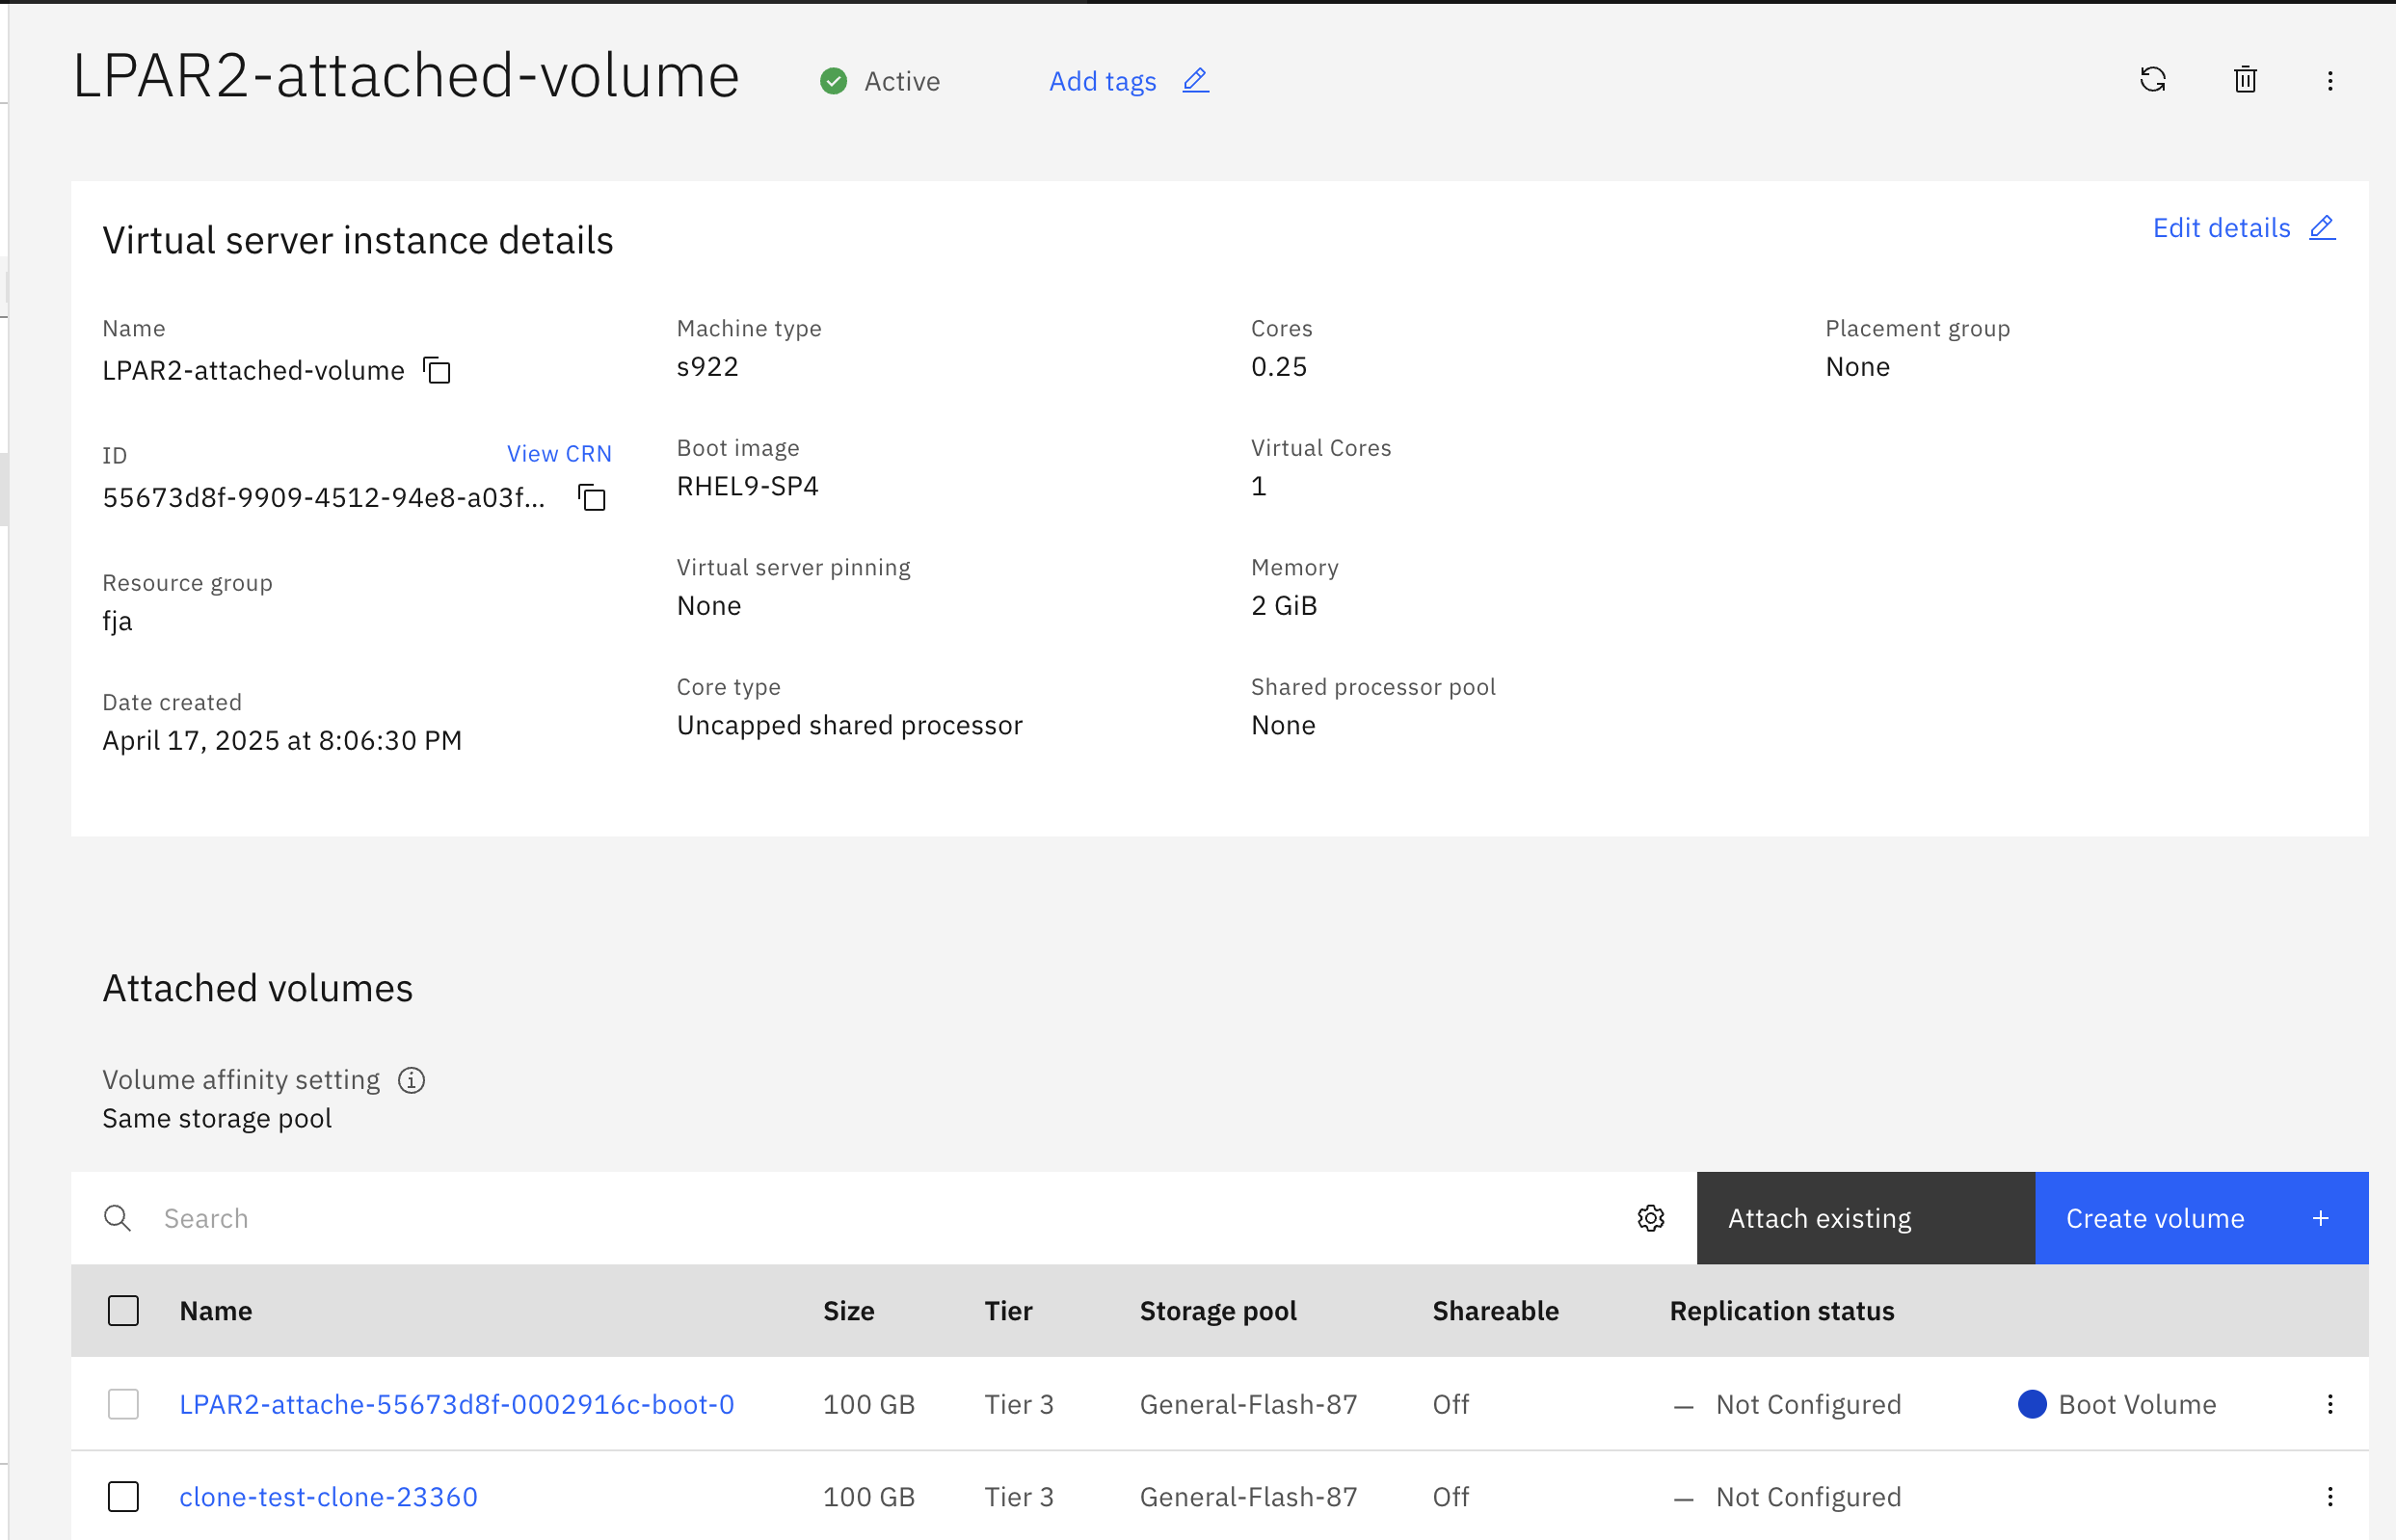 LPAR2-attached-volume Active Add tags
Virtual server instance details Edit details
Name Machine type Cores Placement group
LPAR2-attached-volume s922 0.25 None
ID View CRN Boot image Virtual Cores
55673d8f-9909-4512-94e8-a03f... RHEL9-SP4 1
Resource group Virtual server pinning Memory
fja None 2 GiB
Date created Core type Shared processor pool
April 17, 2025 at 8:06:30 PM Uncapped shared processor None
Attached volumes
Volume affinity setting
Same storage pool
Search Attach existing Create volume +
Name Size Tier Storage pool Shareable Replication status
LPAR2-attache-55673d8f-0002916c-boot-0 100 GB Tier 3 General-Flash-87 Off — Not Configured Boot Volume
clone-test-clone-23360 100 GB Tier 3 General-Flash-87 Off — Not Configured